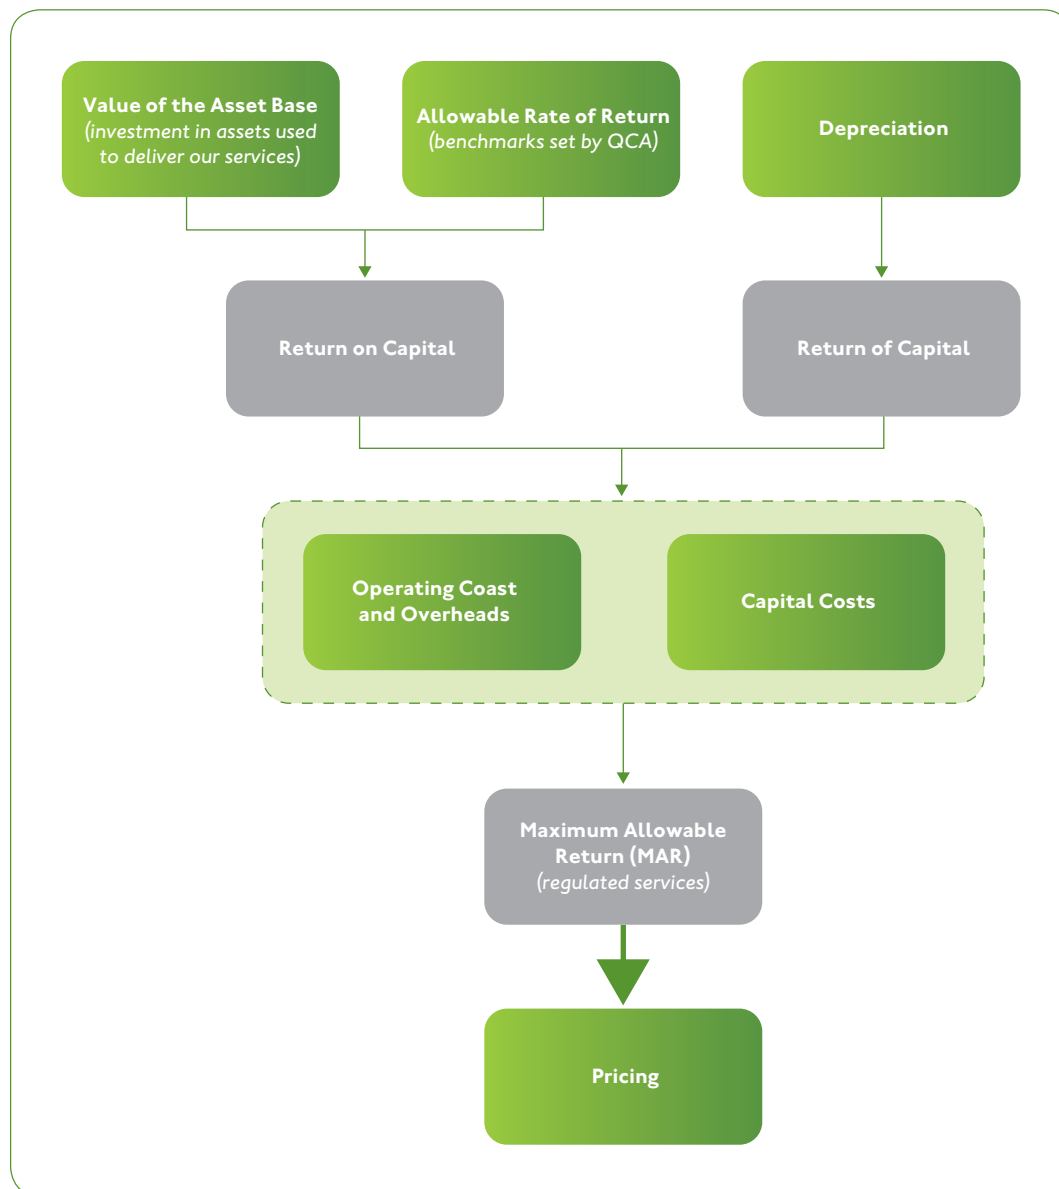 Value of the Asset Base
(investment in assets used
to deliver our services)
Allowable Rate of Return
(benchmarks set by QCA)
Depreciation
Return on Capital
Return of Capital
Operating Coast
and Overheads
Capital Costs
Maximum Allowable
Return (MAR)
(regulated services)
Pricing